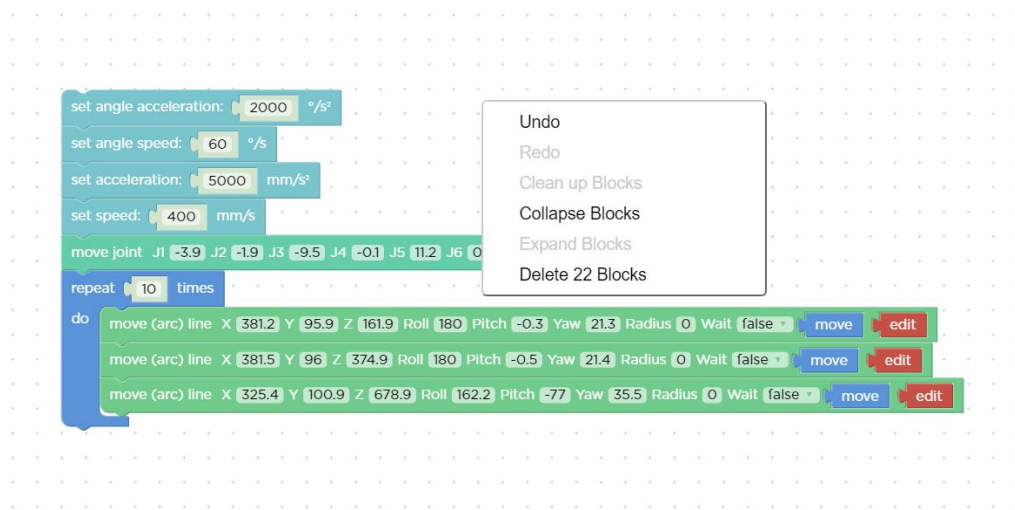 set angle acceleration: 2000 °/s²
set angle speed: 60 °/s
set acceleration: 5000 mm/s²
set speed: 400 mm/s
move joint J1 -3.9 J2 -1.9 J3 -9.5 J4 -0.1 J5 11.2 J6 0
repeat 10 times
do
move (arc) line X 381.2 Y 95.9 Z 161.9 Roll 180 Pitch -0.3 Yaw 21.3 Radius 0 Wait false move edit
move (arc) line X 381.5 Y 96 Z 374.9 Roll 180 Pitch -0.5 Yaw 21.4 Radius 0 Wait false move edit
move (arc) line X 325.4 Y 100.9 Z 678.9 Roll 162.2 Pitch -77 Yaw 35.5 Radius 0 Wait false move edit
Undo
Redo
Clean up Blocks
Collapse Blocks
Expand Blocks
Delete 22 Blocks